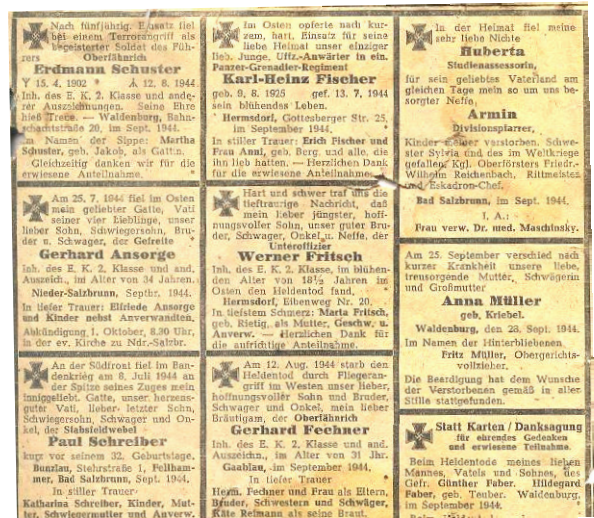 Nach fünfjährig. Einsatz fiel
bei einem Terrorangriff als
begeisterter Soldat des Füh-
rers Oberfähnrich
Erdmann Schuster
15. 4. 1902 12. 8. 1944
Inh. des E. K. 2. Klasse und ande-
rer Auszeichnungen. Seine Ehre
hieß Treue. — Waldenburg, Bahn-
hofstraße 20, im Sept. 1944.
Im Namen der Sippe: Martha
Schuster, geb. Jakob, als Gattin.
Gleichzeitig danken wir für die
erwiesene Anteilnahme.
Am 25. 7. 1944 fiel im Osten
mein geliebter Gatte, Vati
seiner vier Lieblinge, unser
lieber Sohn, Schwiegersohn, Bru-
der u. Schwager, der Gefreite
Gerhard Ansorge
Inh. des E. K. 2. Klasse und and.
Auszeich., im Alter von 34 Jahren.
Nieder-Salzbrunn, Septbr. 1944.
In tiefer Trauer: Elfriede Ansorge
und Kinder nebst Anverwandten.
Abkündigung 1. Oktober, 8.30 Uhr,
in der ev. Kirche zu Ndr.-Salzbr.
An der Südfront fiel im Ban-
denkrieg am 8. Juli 1944 an
der Spitze seines Zuges mein
inniggeliebt. Gatte, unser herzens-
guter Vati, lieber letzter Sohn,
Schwiegersohn, Schwager und On-
kel, der Stabsfeldwebel
Paul Schreiber
kurz vor seinem 32. Geburtstage.
Bunzlau, Stehrstraße 1, Fellham-
mer, Bad Salzbrunn, Sept. 1944.
In stiller Trauer
Katharina Schreiber, Kinder, Mut-
ter, Schwiegermutter und Anverw.
Im Osten opferte nach kur-
zem, hart. Einsatz für seine
liebe Heimat unser einziger
lieb. Junge, Uffz.-Anwärter in ein.
Panzer-Grenadier-Regiment
Karl-Heinz Fischer
geb. 9. 8. 1925 gef. 13. 7. 1944
sein blühendes Leben.
Hermsdorf, Gottesberger Str. 25,
im September 1944.
In stiller Trauer: Erich Fischer und
Frau Anni, geb. Berg, und alle, die
ihn lieb hatten. — Herzlichen Dank
für die erwiesene Anteilnahme.
Hart und schwer traf uns die
tieftraurige Nachricht, daß
mein lieber jüngster, hoff-
nungsvoller Sohn, unser guter Bru-
der, Schwager, Onkel u. Neffe, der
Unteroffizier
Werner Fritsch
Inh. des E. K. 2. Klasse, im blühen-
den Alter von 18½ Jahren im
Osten den Heldentod fand.
Hermsdorf, Eibenweg Nr. 20.
In tiefstem Schmerz: Marta Fritsch,
geb. Rietig, als Mutter, Geschw. u.
Anverw. — Herzlichen Dank für
die aufrichtige Anteilnahme.
Am 12. Aug. 1944 starb den
Heldentod durch Fliegeran-
griff im Westen unser lieber,
hoffnungsvoller Sohn und Bruder,
Schwager und Onkel, mein lieber
Bräutigam, der Oberfähnrich
Gerhard Fechner
Inh. des E. K. 2. Klasse und and.
Auszeichn., im Alter von 31 Jhr.
Gaablau, im September 1944.
In tiefer Trauer
Herm. Fechner und Frau als Eltern,
Brüder, Schwestern und Schwäger,
Käte Reimann als seine Braut.
In der Heimat fiel meine
sehr liebe Nichte
Huberta
Studienassessorin,
für sein geliebtes Vaterland am
gleichen Tage mein so um uns be-
sorgter Neffe
Armin
Divisionspfarrer,
Kinder meiner verstorben. Schwe-
ster Sylvia und des im Weltkriege
gefallen. Kgl. Oberförsters Friedr.-
Wilhelm Reichenbach, Rittmeister
und Eskadron-Chef.
Bad Salzbrunn, im Sept. 1944.
I. A.:
Frau verw. Dr. med. Maschinsky.
Am 25. September verschied nach
kurzer Krankheit unsere liebe,
treusorgende Mutter, Schwägerin
und Großmutter
Anna Müller
geb. Kriebel.
Waldenburg, den 28. Sept. 1944.
Im Namen der Hinterbliebenen
Fritz Müller, Obergerichts-
vollzieher.
Die Beerdigung hat dem Wunsche
der Verstorbenen gemäß in aller
Stille stattgefunden.
Statt Karten / Danksagung
für ehrendes Gedenken
und erwiesene Teilnahme.
Beim Heldentode meines lieben
Mannes, Vatels und Sohnes, des
Gefr. Günther Faber. Hildegard
Faber, geb. Teuber. Waldenburg,
im September 1944.